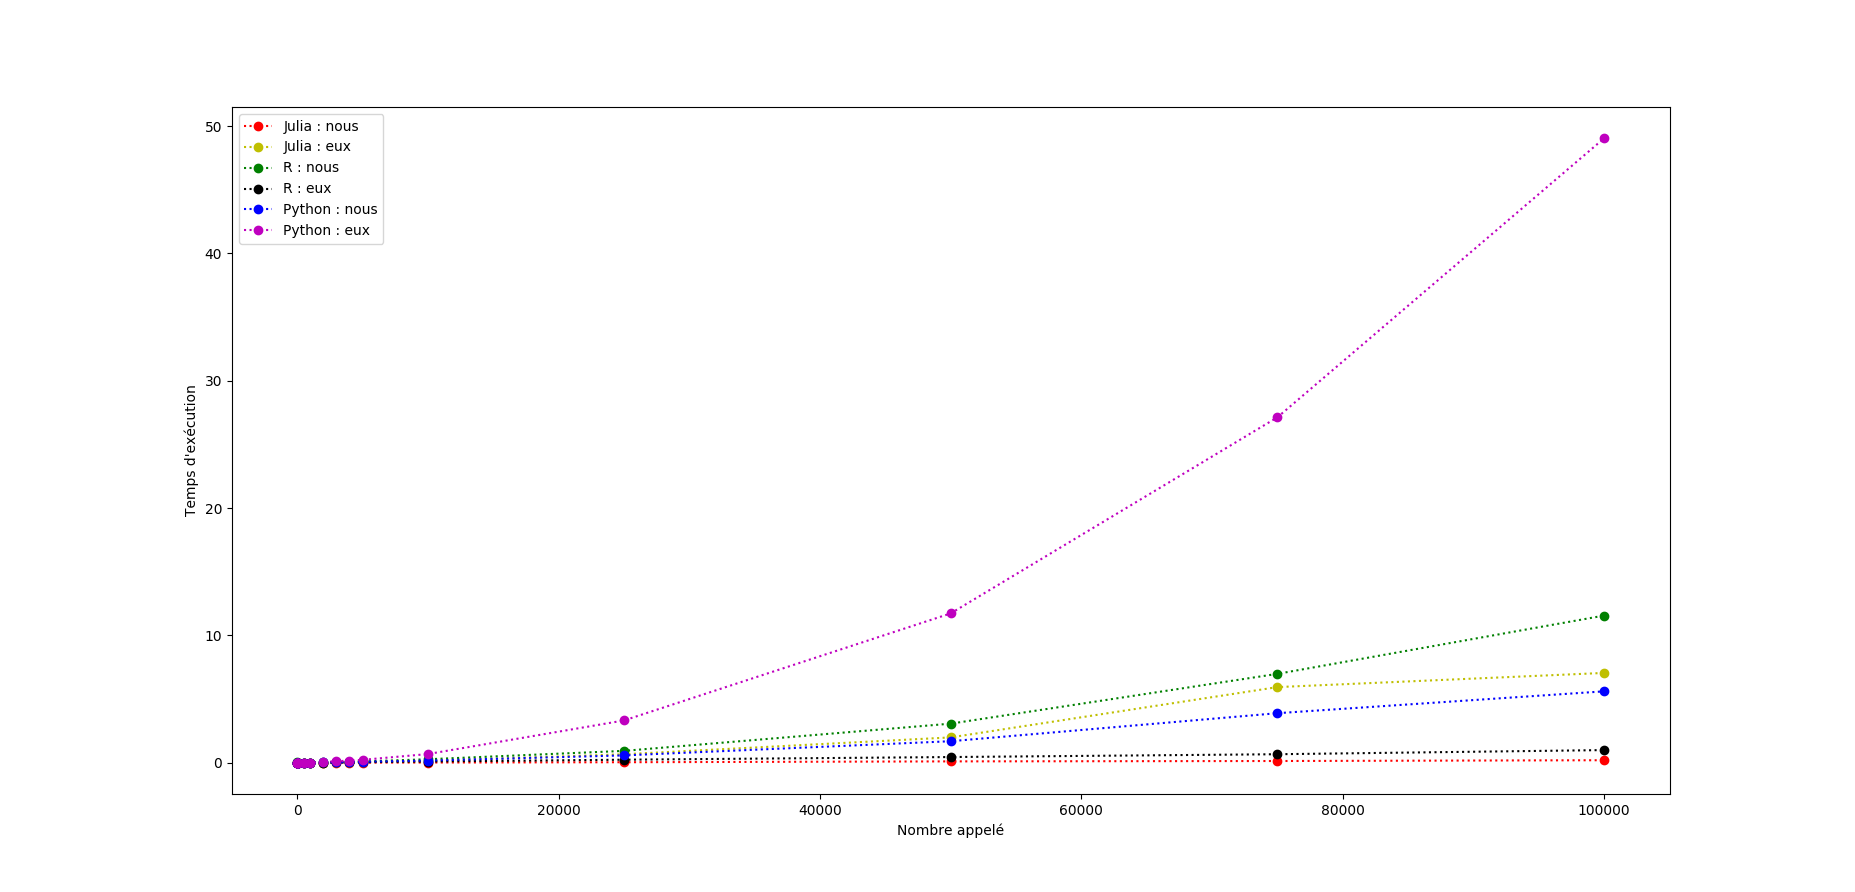 Julia : nous
Julia : eux
R : nous
R : eux
Python : nous
Python : eux
50
40
30
20
10
0
Temps d'exécution
0 20000 40000 60000 80000 100000
Nombre appelé